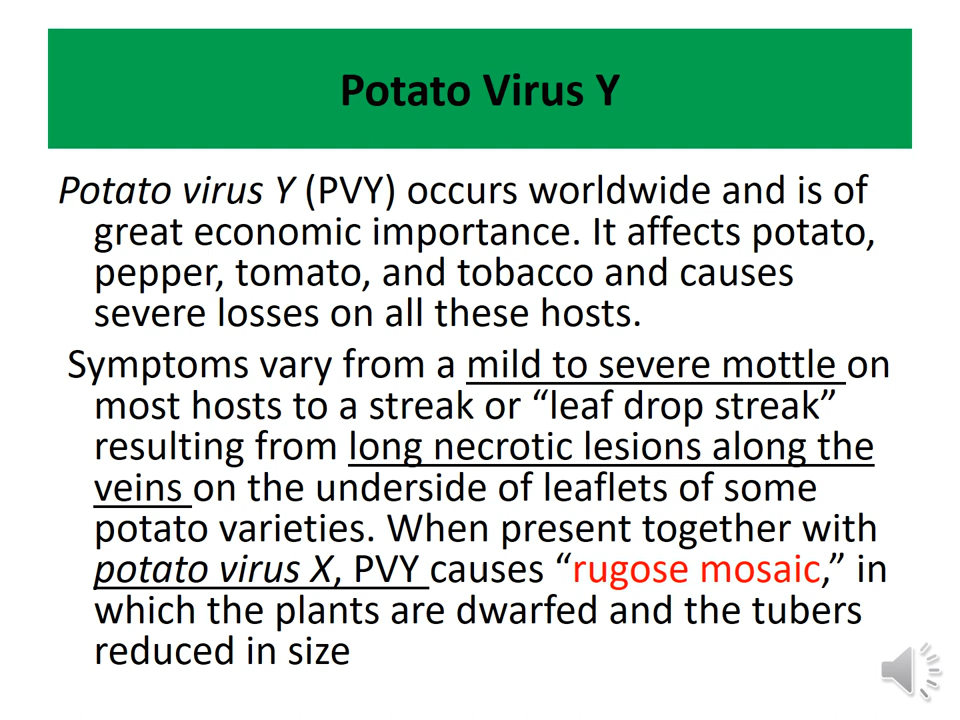 Potato Virus Y
Potato virus Y (PVY) occurs worldwide and is of
great economic importance. It affects potato,
pepper, tomato, and tobacco and causes
severe losses on all these hosts.
Symptoms vary from a mild to severe mottle on
most hosts to a streak or “leaf drop streak”
resulting from long necrotic lesions along the
veins on the underside of leaflets of some
potato varieties. When present together with
potato virus X, PVY causes “rugose mosaic,” in
which the plants are dwarfed and the tubers
reduced in size